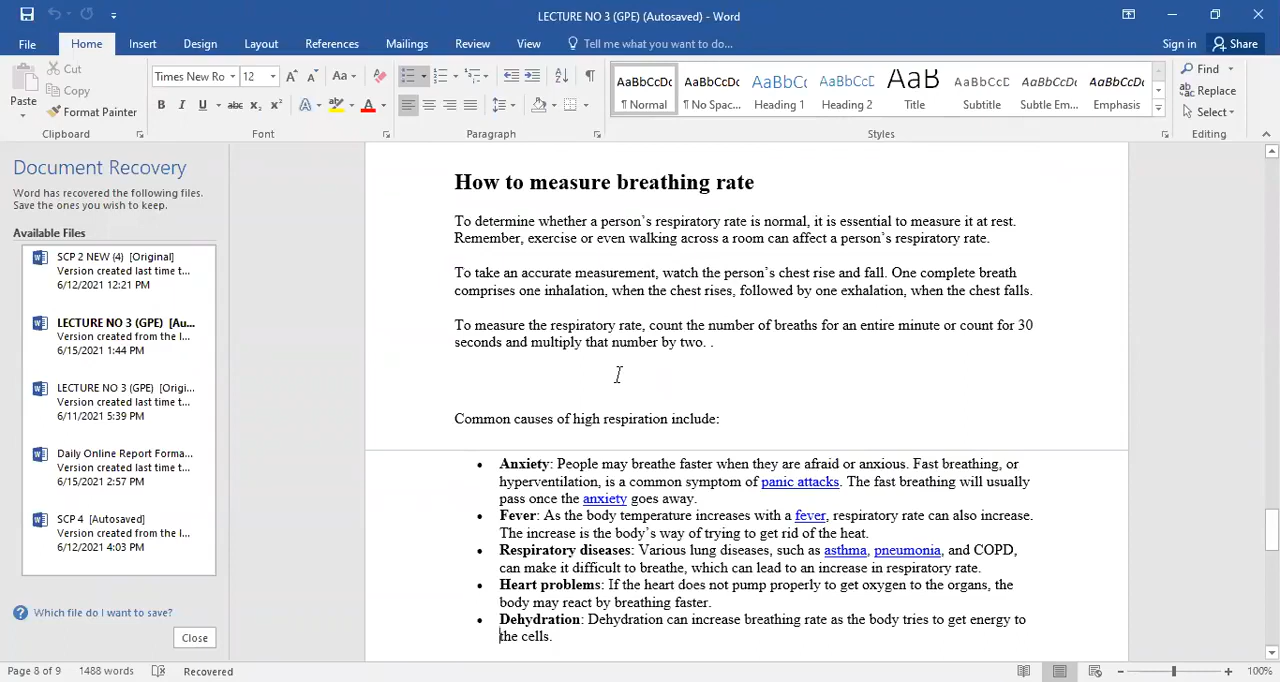 LECTURE NO 3 (GPE) (Autosaved) - Word
File Home Insert Design Layout References Mailings Review View Tell me what you want to do... Sign in Share
Paste
Cut
Copy
Format Painter
Clipboard
Times New Ro 12
Font
Paragraph
AaBbCcDc AaBbCcDc AaBbCc AaBbCcD AaB AaBbCcD AaBbCcDc AaBbCcDc
¶ Normal ¶ No Spac... Heading 1 Heading 2 Title Subtitle Subtle Em... Emphasis
Styles
Find
Replace
Select
Editing
Document Recovery
Word has recovered the following files.
Save the ones you wish to keep.
Available Files
SCP 2 NEW (4) [Original]
Version created last time t...
6/12/2021 12:21 PM
LECTURE NO 3 (GPE) [Au...
Version created from the l...
6/15/2021 1:44 PM
LECTURE NO 3 (GPE) [Origi...
Version created last time t...
6/11/2021 5:39 PM
Daily Online Report Forma...
Version created last time t...
6/15/2021 2:57 PM
SCP 4 [Autosaved]
Version created from the l...
6/12/2021 4:03 PM
Which file do I want to save?
Close
How to measure breathing rate
To determine whether a person's respiratory rate is normal, it is essential to measure it at rest.
Remember, exercise or even walking across a room can affect a person's respiratory rate.
To take an accurate measurement, watch the person's chest rise and fall. One complete breath
comprises one inhalation, when the chest rises, followed by one exhalation, when the chest falls.
To measure the respiratory rate, count the number of breaths for an entire minute or count for 30
seconds and multiply that number by two. .
Common causes of high respiration include:
• Anxiety: People may breathe faster when they are afraid or anxious. Fast breathing, or
hyperventilation, is a common symptom of panic attacks. The fast breathing will usually
pass once the anxiety goes away.
• Fever: As the body temperature increases with a fever, respiratory rate can also increase.
The increase is the body's way of trying to get rid of the heat.
• Respiratory diseases: Various lung diseases, such as asthma, pneumonia, and COPD,
can make it difficult to breathe, which can lead to an increase in respiratory rate.
• Heart problems: If the heart does not pump properly to get oxygen to the organs, the
body may react by breathing faster.
• Dehydration: Dehydration can increase breathing rate as the body tries to get energy to
the cells.
Page 8 of 9 1488 words Recovered 100%